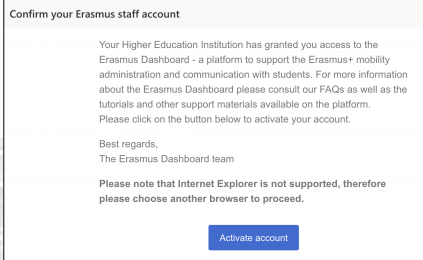 Confirm your Erasmus staff account
Your Higher Education Institution has granted you access to the
Erasmus Dashboard - a platform to support the Erasmus+ mobility
administration and communication with students. For more information
about the Erasmus Dashboard please consult our FAQs as well as the
tutorials and other support materials available on the platform.
Please click on the button below to activate your account.
Best regards,
The Erasmus Dashboard team
Please note that Internet Explorer is not supported, therefore
please choose another browser to proceed.
Activate account